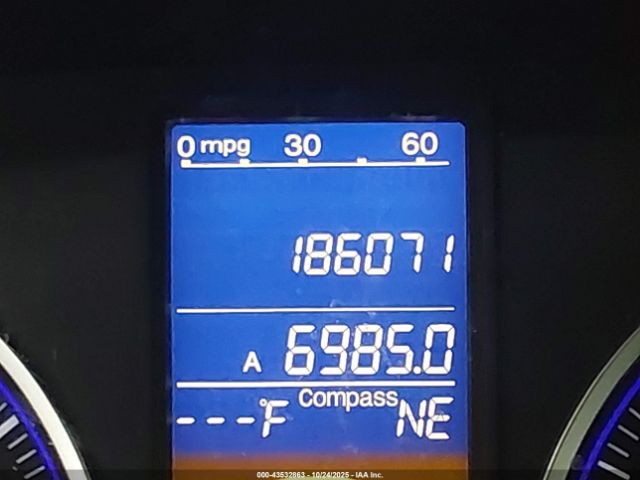 0 mpg 30 60
186071
A 6985.0
Compass
---°F NE
000-43532863 - 10/24/2025 - IAA Inc.